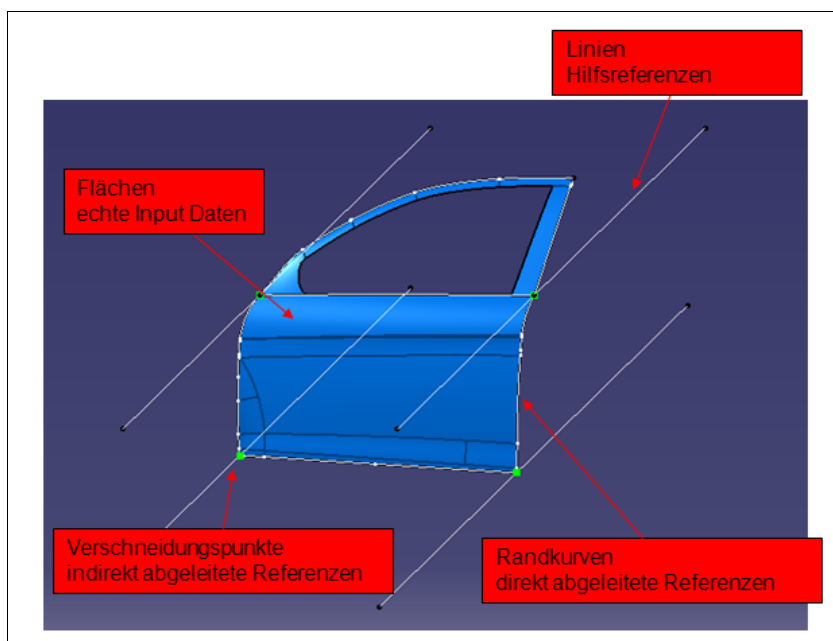 Linien
Hilfsreferenzen
Flächen
echte Input Daten
Verschneidungspunkte
indirekt abgeleitete Referenzen
Randkurven
direkt abgeleitete Referenzen